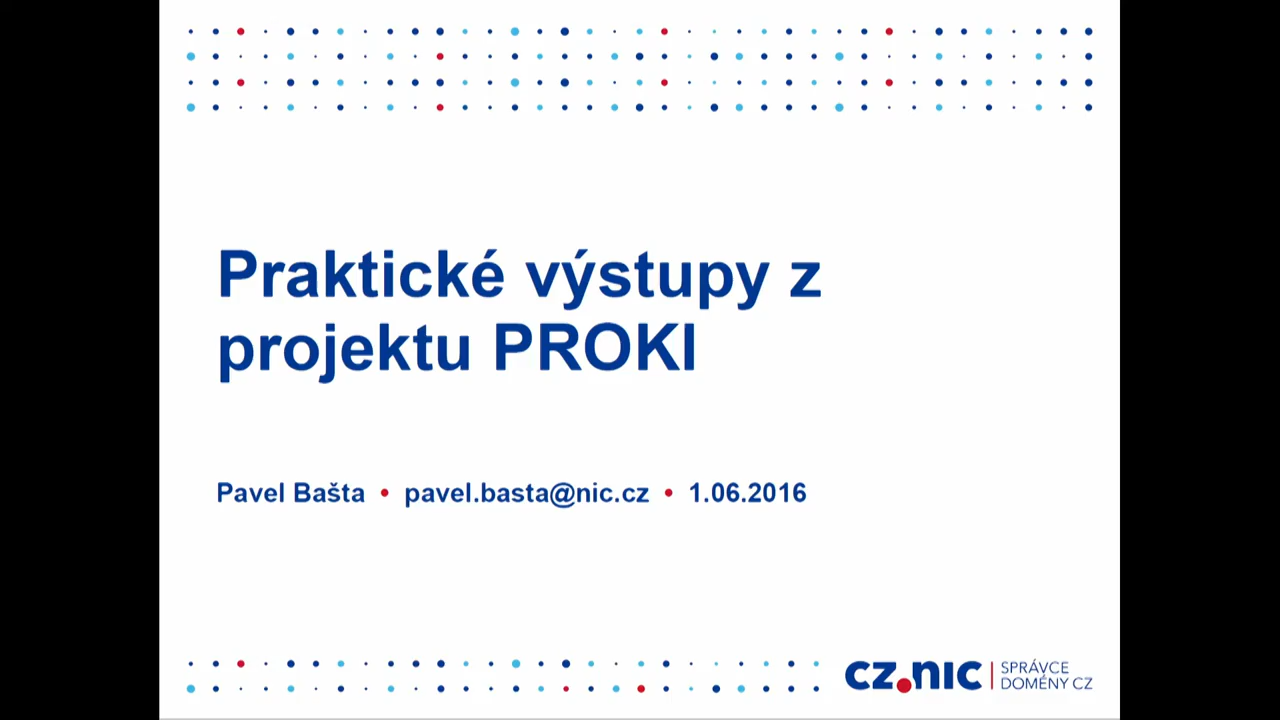 Praktické výstupy z
projektu PROKI
Pavel Bašta • pavel.basta@nic.cz • 1.06.2016
cz.nic | SPRÁVCE
DOMÉNY CZ